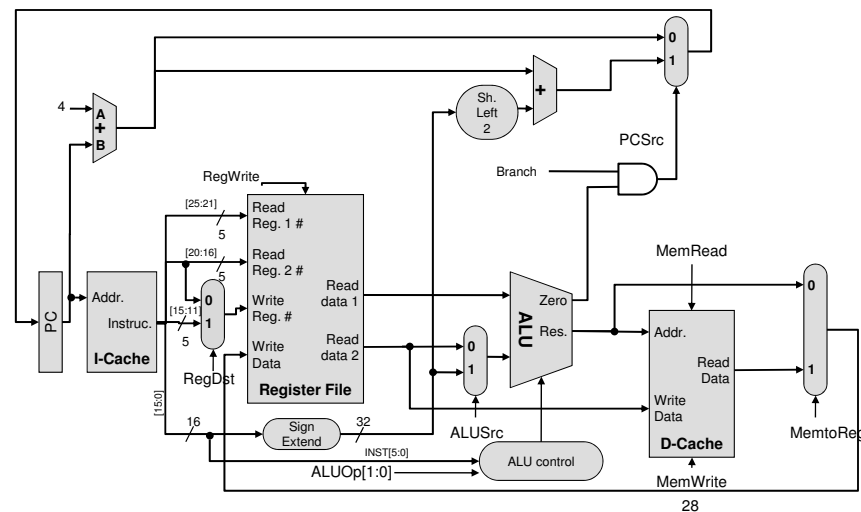 0
1
4
A
+
B
+
Sh.
Left
2
PCSrc
Branch
RegWrite
[25:21]
5
Read
Reg. 1 #
[20:16]
5
Read
Reg. 2 #
Write
Reg. #
Write
Data
Read
data 1
Read
data 2
Register File
PC
Addr.
Instruc.
I-Cache
[15:11]
5
0
1
RegDst
[15:0]
16
Sign
Extend
32
INST[5:0]
ALUOp[1:0]
ALU control
0
1
ALUSrc
ALU
Zero
Res.
MemRead
Addr.
Read
Data
Write
Data
D-Cache
MemWrite
0
1
MemtoReg
28